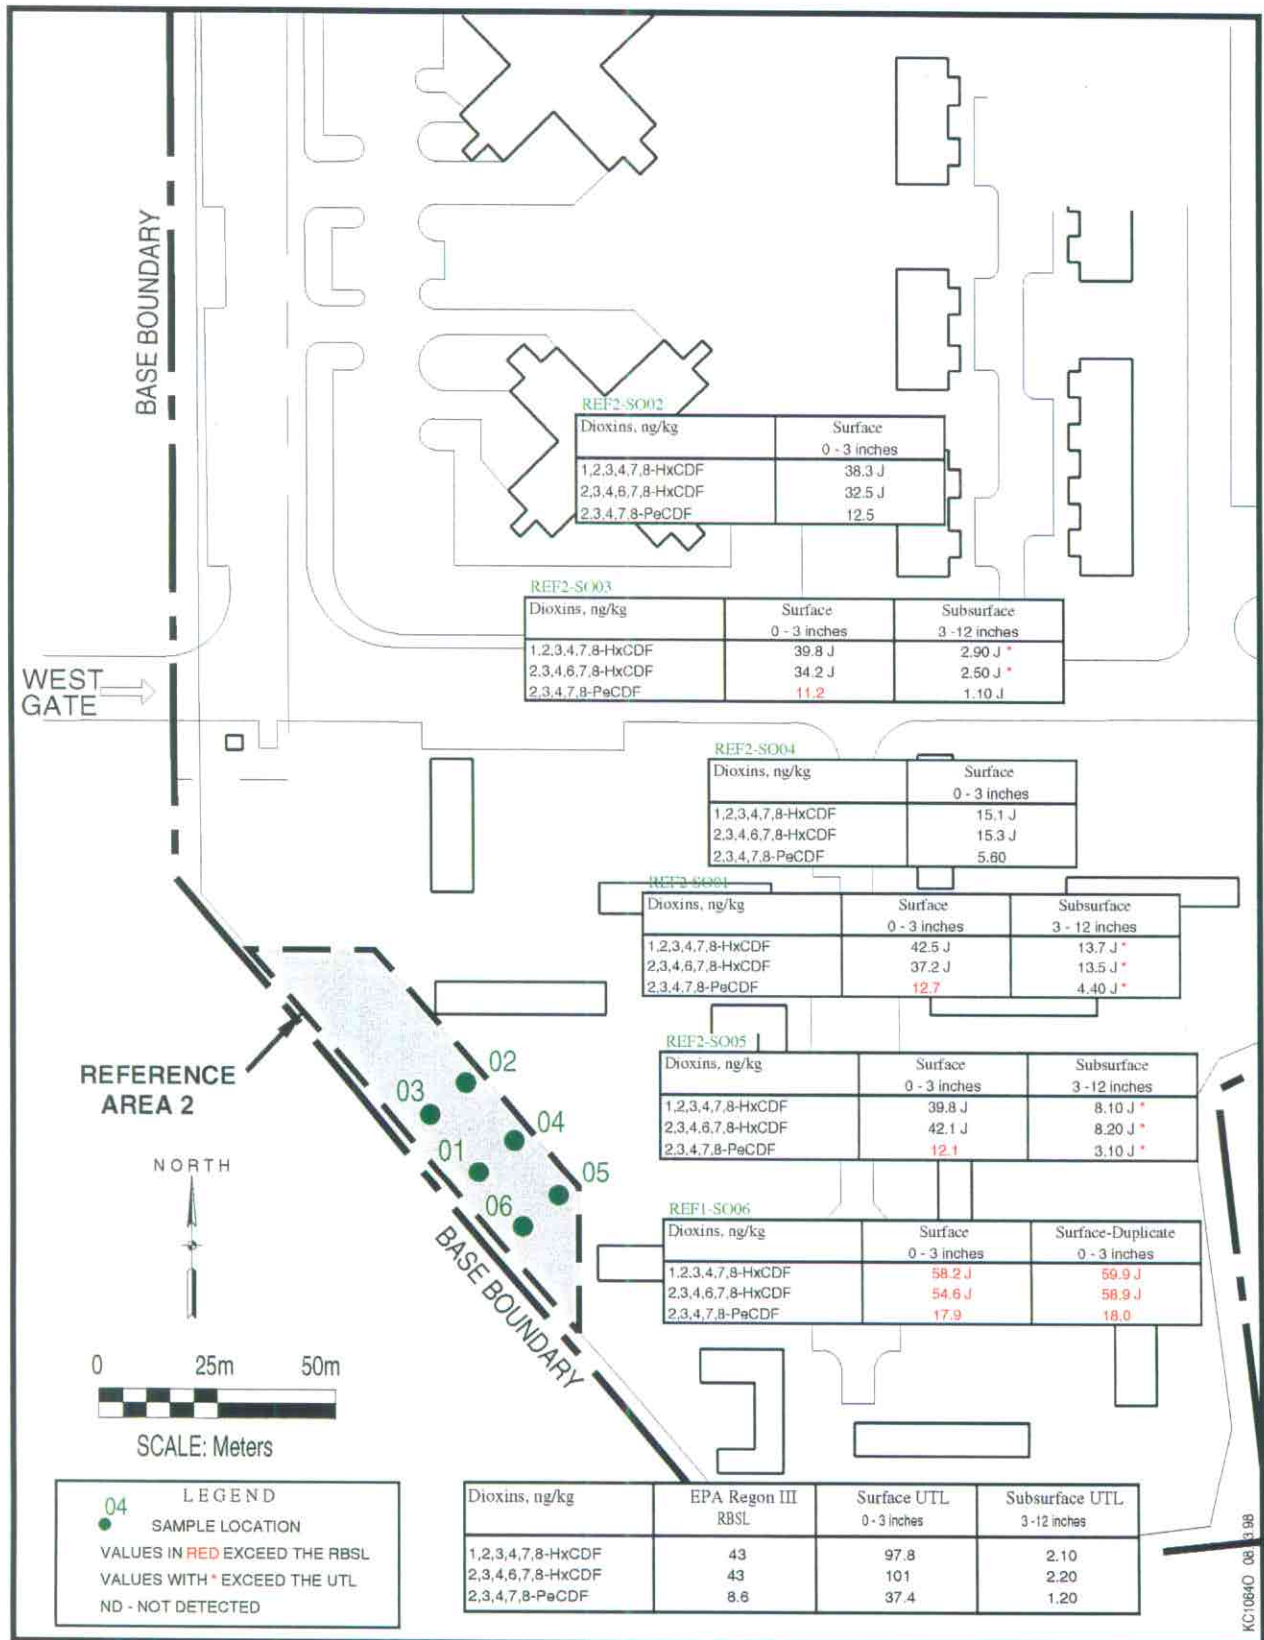 BASE BOUNDARY
REF2-SO02
Dioxins, ng/kg Surface
0 - 3 inches
1,2,3,4,7,8-HxCDF 38.3 J
2,3,4,6,7,8-HxCDF 32.5 J
2,3,4,7,8-PeCDF 12.5
REF2-SO03
Dioxins, ng/kg Surface Subsurface
0 - 3 inches 3 -12 inches
1,2,3,4,7,8-HxCDF 39.8 J 2.90 J *
2,3,4,6,7,8-HxCDF 34.2 J 2.50 J *
2,3,4,7,8-PeCDF 11.2 1.10 J
WEST
GATE
REF2-SO04
Dioxins, ng/kg Surface
0 - 3 inches
1,2,3,4,7,8-HxCDF 15.1 J
2,3,4,6,7,8-HxCDF 15.3 J
2,3,4,7,8-PeCDF 5.60
REF2-SO01
Dioxins, ng/kg Surface Subsurface
0 - 3 inches 3 - 12 inches
1,2,3,4,7,8-HxCDF 42.5 J 13.7 J *
2,3,4,6,7,8-HxCDF 37.2 J 13.5 J *
2,3,4,7,8-PeCDF 12.7 4.40 J *
REF2-SO05
Dioxins, ng/kg Surface Subsurface
0 - 3 inches 3 -12 inches
1,2,3,4,7,8-HxCDF 39.8 J 8.10 J *
2,3,4,6,7,8-HxCDF 42.1 J 8.20 J *
2,3,4,7,8-PeCDF 12.1 3.10 J *
REFERENCE
AREA 2
02
03
04
01
05
06
BASE BOUNDARY
REF1-SO06
Dioxins, ng/kg Surface Surface-Duplicate
0 - 3 inches 0 - 3 inches
1,2,3,4,7,8-HxCDF 58.2 J 59.9 J
2,3,4,6,7,8-HxCDF 54.6 J 58.9 J
2,3,4,7,8-PeCDF 17.9 18.0
NORTH
0 25m 50m
SCALE: Meters
LEGEND
04
SAMPLE LOCATION
VALUES IN RED EXCEED THE RBSL
VALUES WITH * EXCEED THE UTL
ND - NOT DETECTED
Dioxins, ng/kg EPA Regon III Surface UTL Subsurface UTL
RBSL 0 - 3 inches 3 -12 inches
1,2,3,4,7,8-HxCDF 43 97.8 2.10
2,3,4,6,7,8-HxCDF 43 101 2.20
2,3,4,7,8-PeCDF 8.6 37.4 1.20
KC10840